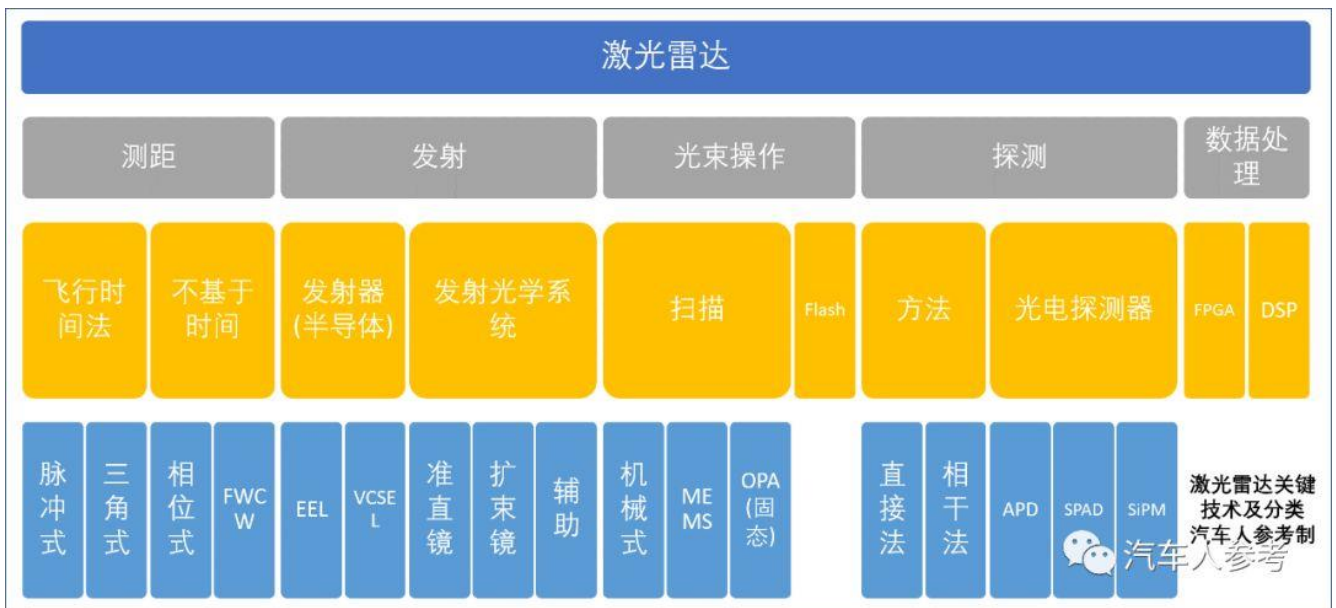 激光雷达
测距
发射
光束操作
探测
数据处
理
飞行时
间法
不基于
时间
发射器
(半导体)
发射光学系
统
扫描
Flash
方法
光电探测器
FPGA
DSP
脉
冲
式
三
角
式
相
位
式
FWC
W
EEL
VCSE
L
准
直
镜
扩
束
镜
辅
助
机
械
式
ME
MS
OPA
(固
态)
直
接
法
相
干
法
APD
SPAD
SiPM
激光雷达关键
技术及分类
汽车人参考制
汽车人参考